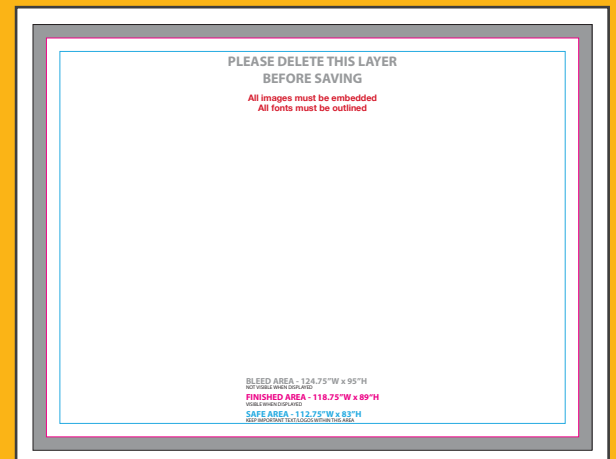 PLEASE DELETE THIS LAYER
BEFORE SAVING
All images must be embedded
All fonts must be outlined
BLEED AREA - 124.75”W x 95”H
NOT VISIBLE WHEN DISPLAYED
FINISHED AREA - 118.75”W x 89”H
VISIBLE WHEN DISPLAYED
SAFE AREA - 112.75”W x 83”H
KEEP IMPORTANT TEXT/LOGOS WITHIN THIS AREA